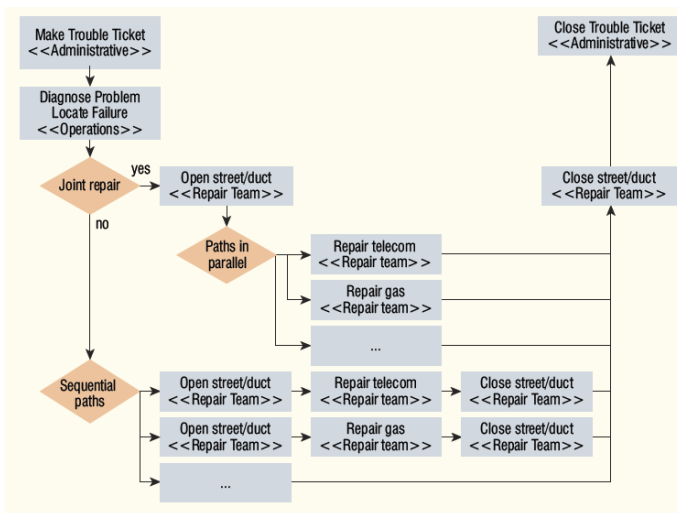 Make Trouble Ticket
<<Administrative>>
Close Trouble Ticket
<<Administrative>>
Diagnose Problem
Locate Failure
<<Operations>>
Joint repair
yes
no
Open street/duct
<<Repair Team>>
Close street/duct
<<Repair Team>>
Paths in
parallel
Repair telecom
<<Repair team>>
Repair gas
<<Repair team>>
...
Sequential
paths
Open street/duct
<<Repair Team>>
Repair telecom
<<Repair Team>>
Close street/duct
<<Repair Team>>
Open street/duct
<<Repair Team>>
Repair gas
<<Repair Team>>
Close street/duct
<<Repair Team>>
...